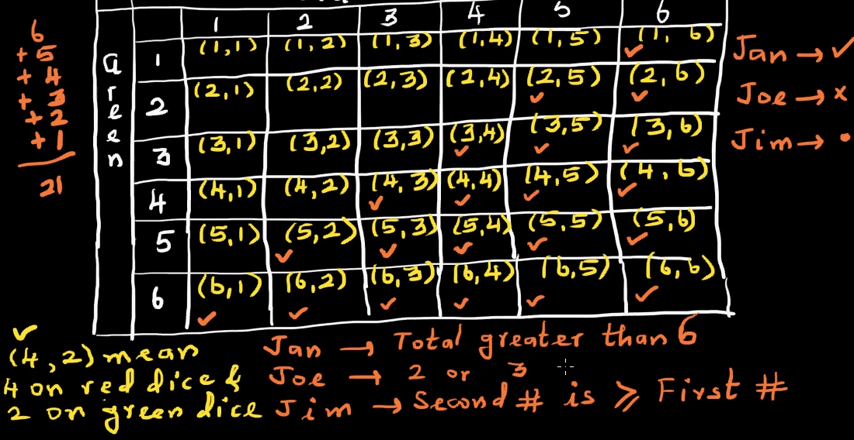 1 2 3 4 5 6
Green
1 (1,1) (1,2) (1,3) (1,4) (1,5) ✓(1,6)
2 (2,1) (2,2) (2,3) (2,4) (2,5)✓ (2,6)✓
3 (3,1) (3,2) (3,3) (3,4)✓ (3,5)✓ (3,6)✓
4 (4,1) (4,2) (4,3)✓ (4,4)✓ (4,5)✓ (4,6)✓
5 (5,1) (5,2)✓ (5,3)✓ (5,4)✓ (5,5)✓ (5,6)✓
6 (6,1)✓ (6,2)✓ (6,3)✓ (6,4)✓ (6,5)✓ (6,6)✓
6
+5
+4
+3
+2
+1
21
Jan → ✓
Joe → ×
Jim → •
✓
(4,2) mean
4 on red dice &
2 on green dice
Jan → Total greater than 6
Joe → 2 or 3
Jim → Second # is ⩾ First #